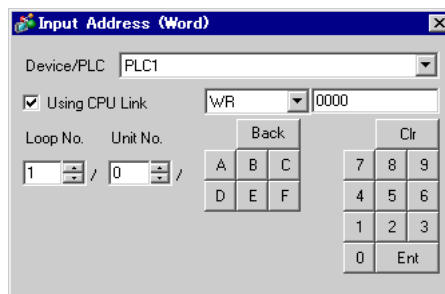 Input Address (Word)
Device/PLC PLC1
Using CPU Link WR 0000
Loop No. Unit No. Back Clr
1 / 0 / A B C 7 8 9
D E F 4 5 6
1 2 3
0 Ent